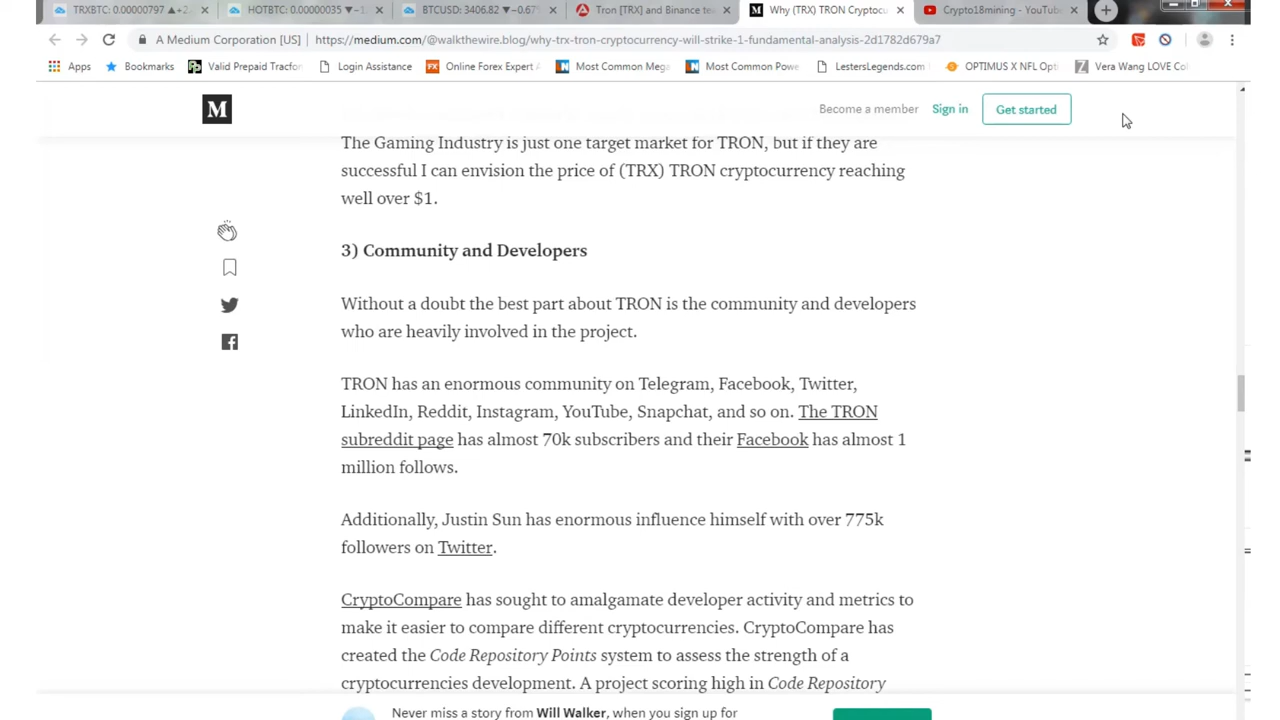 TRXBTC: 0.00000797 ▲+2
HOTBTC: 0.00000035 ▼−1
BTCUSD: 3406.82 ▼−0.67
Tron [TRX] and Binance te
Why (TRX) TRON Cryptocu
Crypto18mining - YouTube
A Medium Corporation [US]
https://medium.com/@walkthewire.blog/why-trx-tron-cryptocurrency-will-strike-1-fundamental-analysis-2d1782d679a7
Apps
Bookmarks
Valid Prepaid Tracfon
Login Assistance
Online Forex Expert A
Most Common Mega
Most Common Powe
LestersLegends.com
OPTIMUS X NFL Opti
Vera Wang LOVE Col
M
Become a member
Sign in
Get started
The Gaming Industry is just one target market for TRON, but if they are
successful I can envision the price of (TRX) TRON cryptocurrency reaching
well over $1.
3) Community and Developers
Without a doubt the best part about TRON is the community and developers
who are heavily involved in the project.
TRON has an enormous community on Telegram, Facebook, Twitter,
LinkedIn, Reddit, Instagram, YouTube, Snapchat, and so on. The TRON
subreddit page has almost 70k subscribers and their Facebook has almost 1
million follows.
Additionally, Justin Sun has enormous influence himself with over 775k
followers on Twitter.
CryptoCompare has sought to amalgamate developer activity and metrics to
make it easier to compare different cryptocurrencies. CryptoCompare has
created the Code Repository Points system to assess the strength of a
cryptocurrencies development. A project scoring high in Code Repository
Never miss a story from Will Walker, when you sign up for